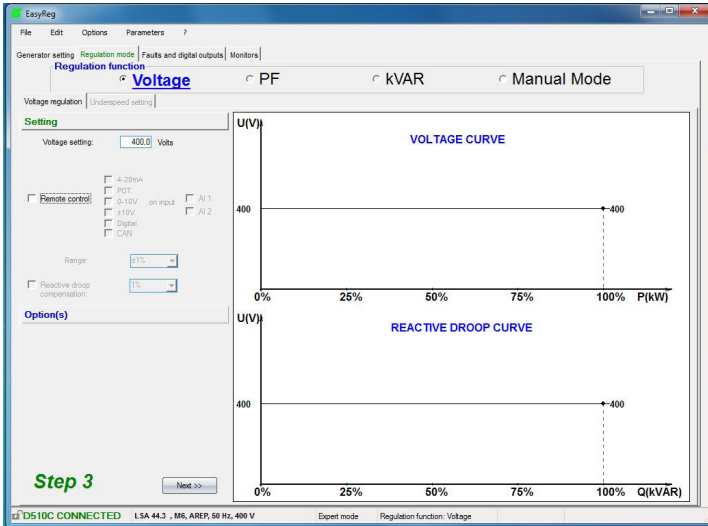 EasyReg
File Edit Options Parameters ?
Generator setting Regulation mode Faults and digital outputs Monitors
Regulation function
Voltage PF kVAR Manual Mode
Voltage regulation Underspeed setting
Setting
Voltage setting: 400,0 Volts
Remote control
4-20mA
POT.
0-10V on input AI 1
±10V AI 2
Digital
CAN
Range: ±1%
Reactive droop compensation: 1%
Option(s)
Step 3
Next >>
U(V)
VOLTAGE CURVE
400 400
0% 25% 50% 75% 100% P(kW)
U(V)
REACTIVE DROOP CURVE
400 400
0% 25% 50% 75% 100% Q(kVAR)
D510C CONNECTED LSA 44.3 , M6, AREP, 50 Hz, 400 V Expert mode Regulation function: Voltage